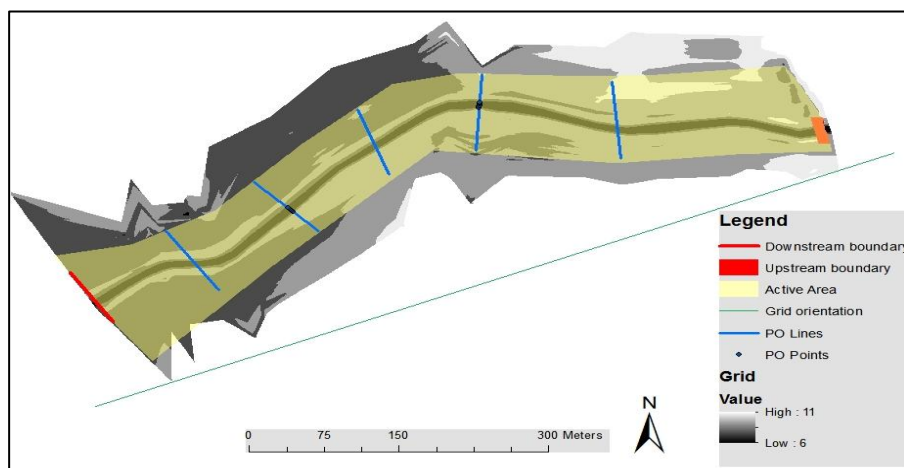 Legend
Downstream boundary
Upstream boundary
Active Area
Grid orientation
PO Lines
PO Points
Grid
Value
High : 11
Low : 6
N
0 75 150 300 Meters